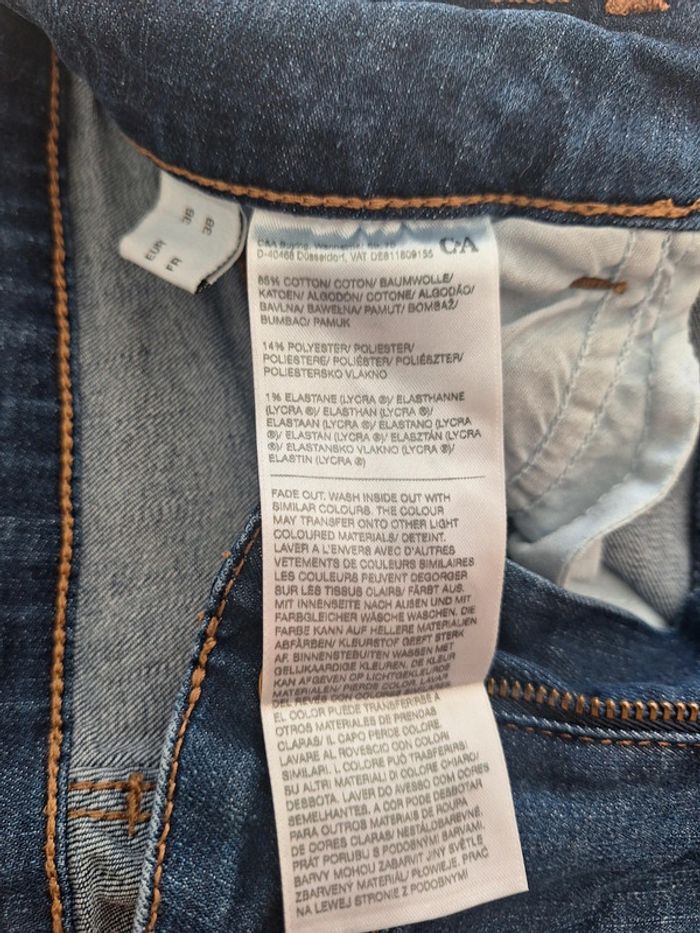 EUR 36
FR 38
C&A
C&A Buying,
D-40468 Düsseldorf, VAT DE811809155
85% COTTON/ COTON/ BAUMWOLLE/
KATOEN/ ALGODÓN/ COTONE/ ALGODÃO/
BAVLNA/ BAWEŁNA/ PAMUT/ BOMBAŽ/
BUMBAC/ PAMUK
14% POLYESTER/ POLIESTER/
POLIESTERE/ POLIÉSTER/ POLIÉSZTER/
POLIESTERSKO VLAKNO
1% ELASTANE (LYCRA ®)/ ELASTHANNE
(LYCRA ®)/ ELASTHAN (LYCRA ®)/
ELASTAAN (LYCRA ®)/ ELASTANO (LYCRA
®)/ ELASTAN (LYCRA ®)/ ELASZTÁN (LYCRA
®)/ ELASTANSKO VLAKNO (LYCRA ®)/
ELASTIN (LYCRA ®)
FADE OUT. WASH INSIDE OUT WITH
SIMILAR COLOURS. THE COLOUR
MAY TRANSFER ONTO OTHER LIGHT
COLOURED MATERIALS/ DETEINT.
LAVER A L'ENVERS AVEC D'AUTRES
VETEMENTS DE COULEURS SIMILAIRES
LES COULEURS PEUVENT DEGORGER
SUR LES TISSUS CLAIRS/ FÄRBT AUS.
MIT INNENSEITE NACH AUßEN UND MIT
FARBGLEICHER WÄSCHE WASCHEN. DIE
FARBE KANN AUF HELLERE MATERIALIEN
ABFÄRBEN/ KLEURSTOF GEEFT STERK
AF. BINNENSTEBUITEN WASSEN MET
GELIJKAARDIGE KLEUREN. DE KLEUR
KAN AFGEVEN OP LICHTGEKLEURDE
MATERIALEN/ PIERDE COLOR. LAVAR
DEL REVES CON COLORES
EL COLOR PUEDE TRANSFERIRSE A
OTROS MATERIALES DE PRENDAS
CLARAS/ IL CAPO PERDE COLORE.
LAVARE AL ROVESCIO CON COLORI
SIMILARI. IL COLORE PUÒ TRASFERIRSI
SU ALTRI MATERIALI DI COLORE CHIARO/
DESBOTA. LAVER DO AVESSO COM CORES
SEMELHANTES. A COR PODE DESBOTAR
PARA OUTROS MATERIAIS DE ROUPA
DE CORES CLARAS/ NESTÁLOBAREVNÉ.
PRÁT PORUBU S PODOBNÝMI BARVAMI.
BARVY MOHOU ZABARVIT JINÝ SVĚTLE
ZBARVENÝ MATERIÁL/ PŁOWIEJE. PRAĆ
NA LEWEJ STRONIE Z PODOBNYMI